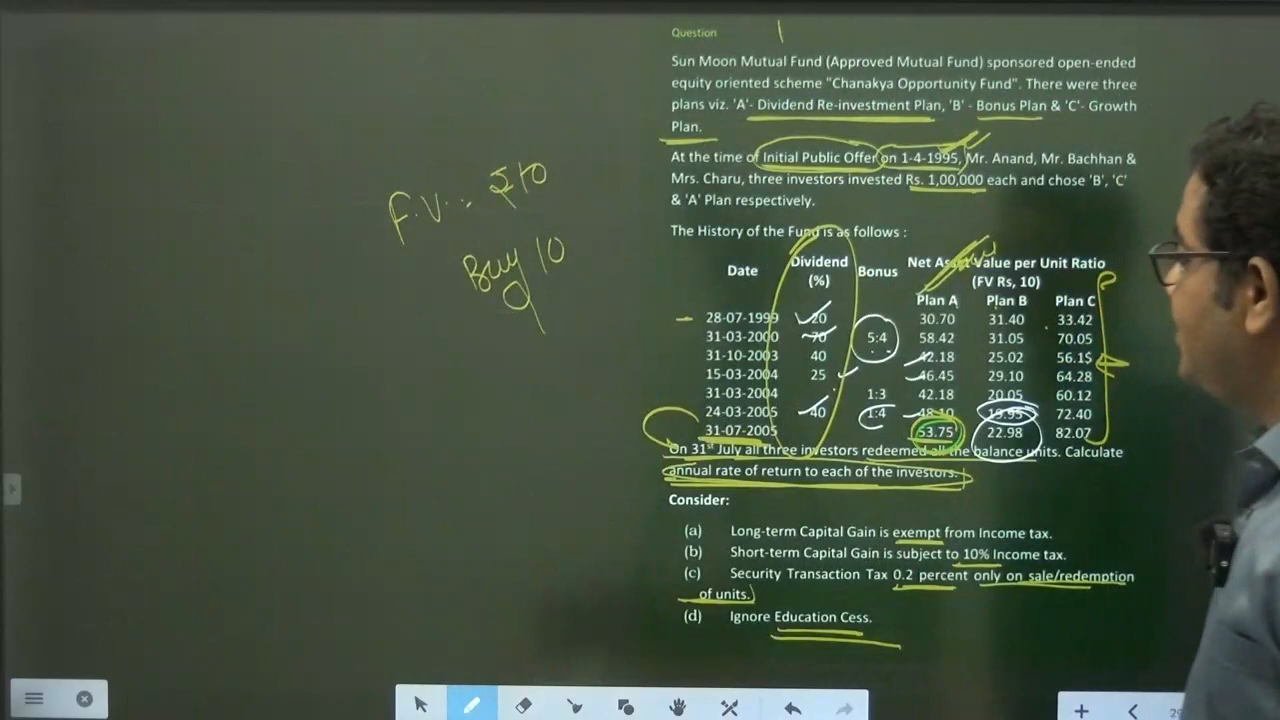 Question
Sun Moon Mutual Fund (Approved Mutual Fund) sponsored open-ended
equity oriented scheme "Chanakya Opportunity Fund". There were three
plans viz. 'A'- Dividend Re-investment Plan, 'B' - Bonus Plan & 'C'- Growth
Plan.
At the time of Initial Public Offer on 1-4-1995, Mr. Anand, Mr. Bachhan &
Mrs. Charu, three investors invested Rs. 1,00,000 each and chose 'B', 'C'
& 'A' Plan respectively.
F.V... ₹10
Buy 10
The History of the Fund is as follows :
Date Dividend (%) Bonus Net Asset Value per Unit Ratio (FV Rs, 10)
Plan A Plan B Plan C
28-07-1999 20 30.70 31.40 33.42
31-03-2000 70 5:4 58.42 31.05 70.05
31-10-2003 40 42.18 25.02 56.15
15-03-2004 25 46.45 29.10 64.28
31-03-2004 1:3 42.18 20.05 60.12
24-03-2005 40 1:4 48.10 19.95 72.40
31-07-2005 53.75 22.98 82.07
On 31st July all three investors redeemed all the balance units. Calculate
annual rate of return to each of the investors.
Consider:
(a) Long-term Capital Gain is exempt from Income tax.
(b) Short-term Capital Gain is subject to 10% Income tax.
(c) Security Transaction Tax 0.2 percent only on sale/redemption
of units.
(d) Ignore Education Cess.